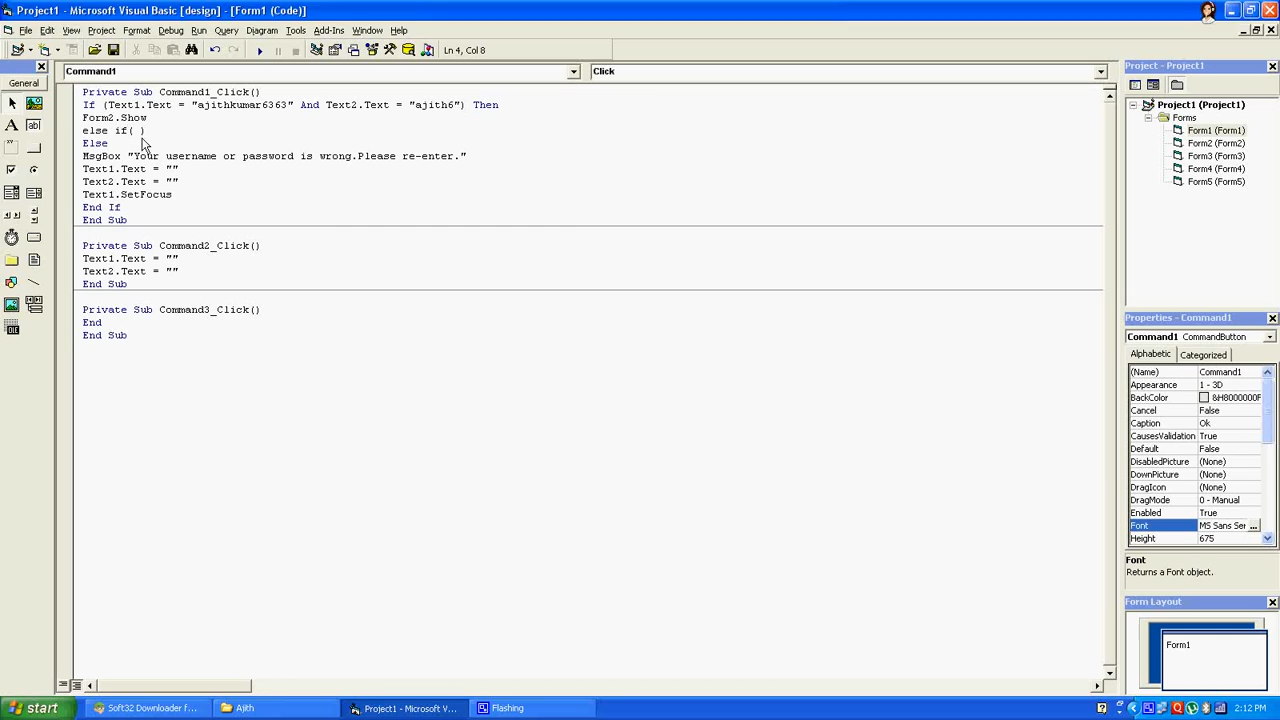 Project1 - Microsoft Visual Basic [design] - [Form1 (Code)]
File Edit View Project Format Debug Run Query Diagram Tools Add-Ins Window Help
Ln 4, Col 8
General
Command1
Click
Private Sub Command1_Click()
If (Text1.Text = "ajithkumar6363" And Text2.Text = "ajith6") Then
Form2.Show
else if( )
Else
MsgBox "Your username or password is wrong.Please re-enter."
Text1.Text = ""
Text2.Text = ""
Text1.SetFocus
End If
End Sub
Private Sub Command2_Click()
Text1.Text = ""
Text2.Text = ""
End Sub
Private Sub Command3_Click()
End
End Sub
Project - Project1
Project1 (Project1)
Forms
Form1 (Form1)
Form2 (Form2)
Form3 (Form3)
Form4 (Form4)
Form5 (Form5)
Properties - Command1
Command1 CommandButton
Alphabetic Categorized
(Name) Command1
Appearance 1 - 3D
BackColor &H8000000F
Cancel False
Caption Ok
CausesValidation True
Default False
DisabledPicture (None)
DownPicture (None)
DragIcon (None)
DragMode 0 - Manual
Enabled True
Font MS Sans Ser ...
Height 675
Font
Returns a Font object.
Form Layout
Form1
start
Soft32 Downloader f...
Ajith
Project1 - Microsoft V...
Flashing
2:12 PM